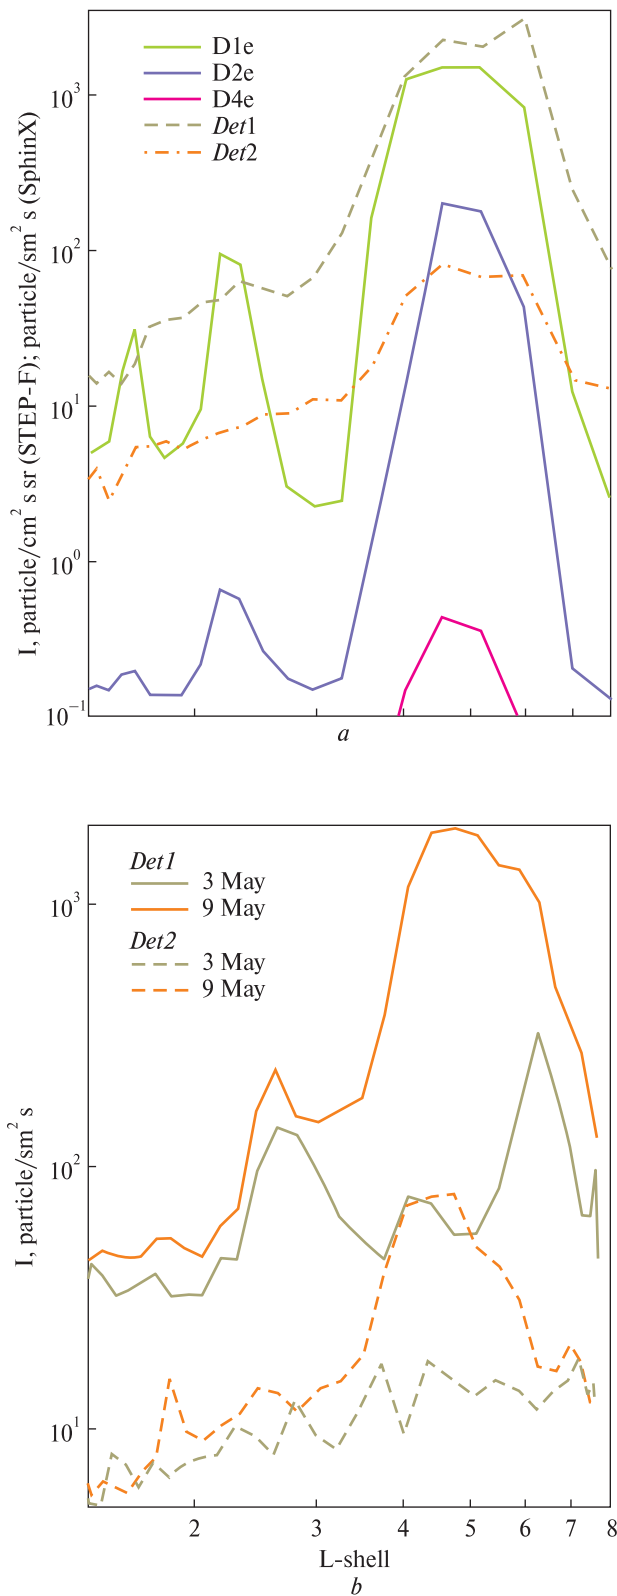 D1e
D2e
D4e
Det1
Det2
I, particle/cm² s sr (STEP-F); particle/sm² s (SphinX)
10³
10²
10¹
10⁰
10⁻¹
a
Det1
3 May
9 May
Det2
3 May
9 May
I, particle/sm² s
10³
10²
10¹
2 3 4 5 6 7 8
L-shell
b